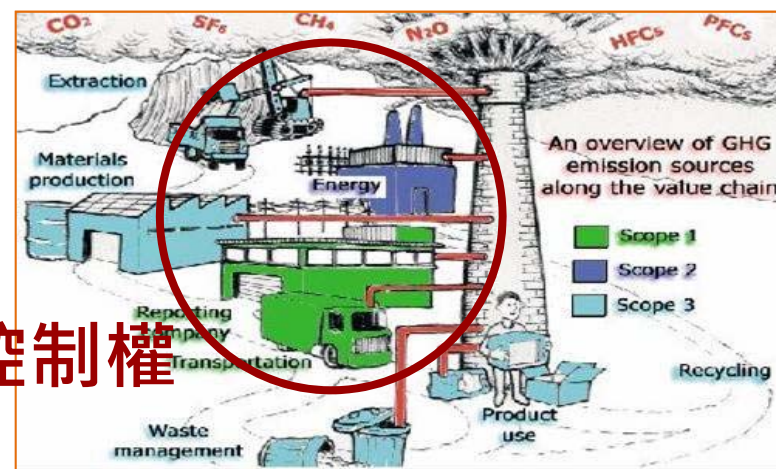 CO₂ SF₆ CH₄ N₂O HFCs PFCs
Extraction
An overview of GHG
emission sources
along the value chain
Materials
production
Energy
Scope 1
Scope 2
Scope 3
Reporting
company
控制權
Transportation
Recycling
Product
use
Waste
management